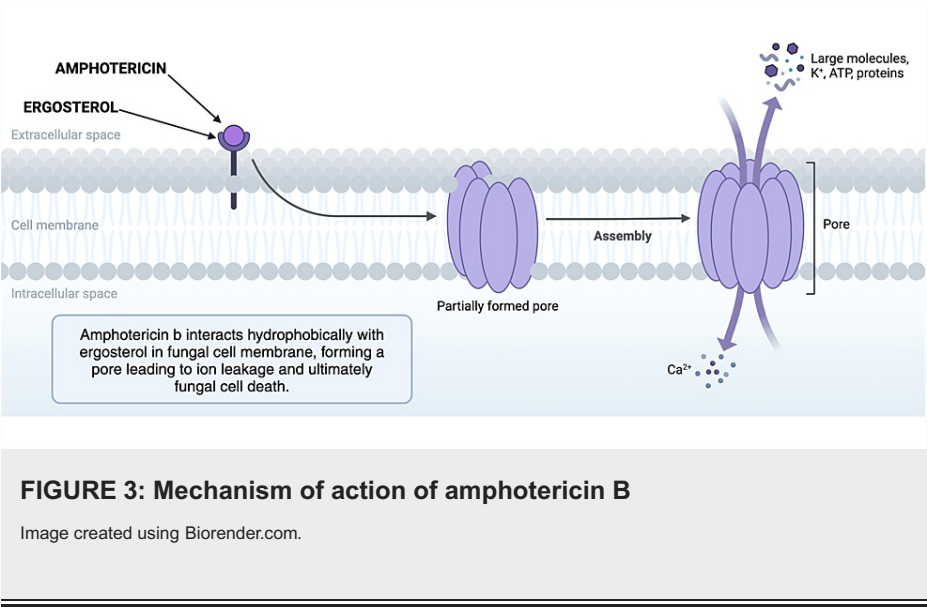 AMPHOTERICIN
ERGOSTEROL
Extracellular space
Large molecules,
K⁺, ATP, proteins
Cell membrane
Assembly
Pore
Intracellular space
Partially formed pore
Amphotericin b interacts hydrophobically with
ergosterol in fungal cell membrane, forming a
pore leading to ion leakage and ultimately
fungal cell death.
Ca²⁺
FIGURE 3: Mechanism of action of amphotericin B
Image created using Biorender.com.